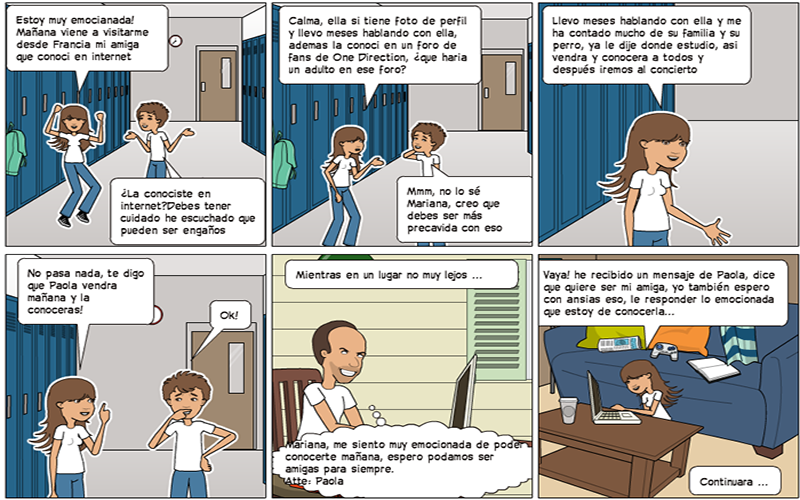 Estoy muy emocionada!
Mañana viene a visitarme
desde Francia mi amiga
que conoci en internet
¿La conociste en
internet?Debes tener
cuidado he escuchado que
pueden ser engaños
Calma, ella si tiene foto de perfil
y llevo meses hablando con ella,
ademas la conoci en un foro de
fans de One Direction, ¿que haria
un adulto en ese foro?
Mmm, no lo sé
Mariana, creo que
debes ser más
precavida con eso
Llevo meses hablando con ella y me
ha contado mucho de su familia y su
perro, ya le dije donde estudio, asi
vendra y conocera a todos y
después iremos al concierto
No pasa nada, te digo
que Paola vendra
mañana y la
conoceras!
Ok!
Mientras en un lugar no muy lejos ...
Mariana, me siento muy emocionada de poder
conocerte mañana, espero podamos ser
amigas para siempre.
Atte: Paola
Vaya! he recibido un mensaje de Paola, dice
que quiere ser mi amiga, yo también espero
con ansias eso, le responder lo emocionada
que estoy de conocerla...
Continuara ...